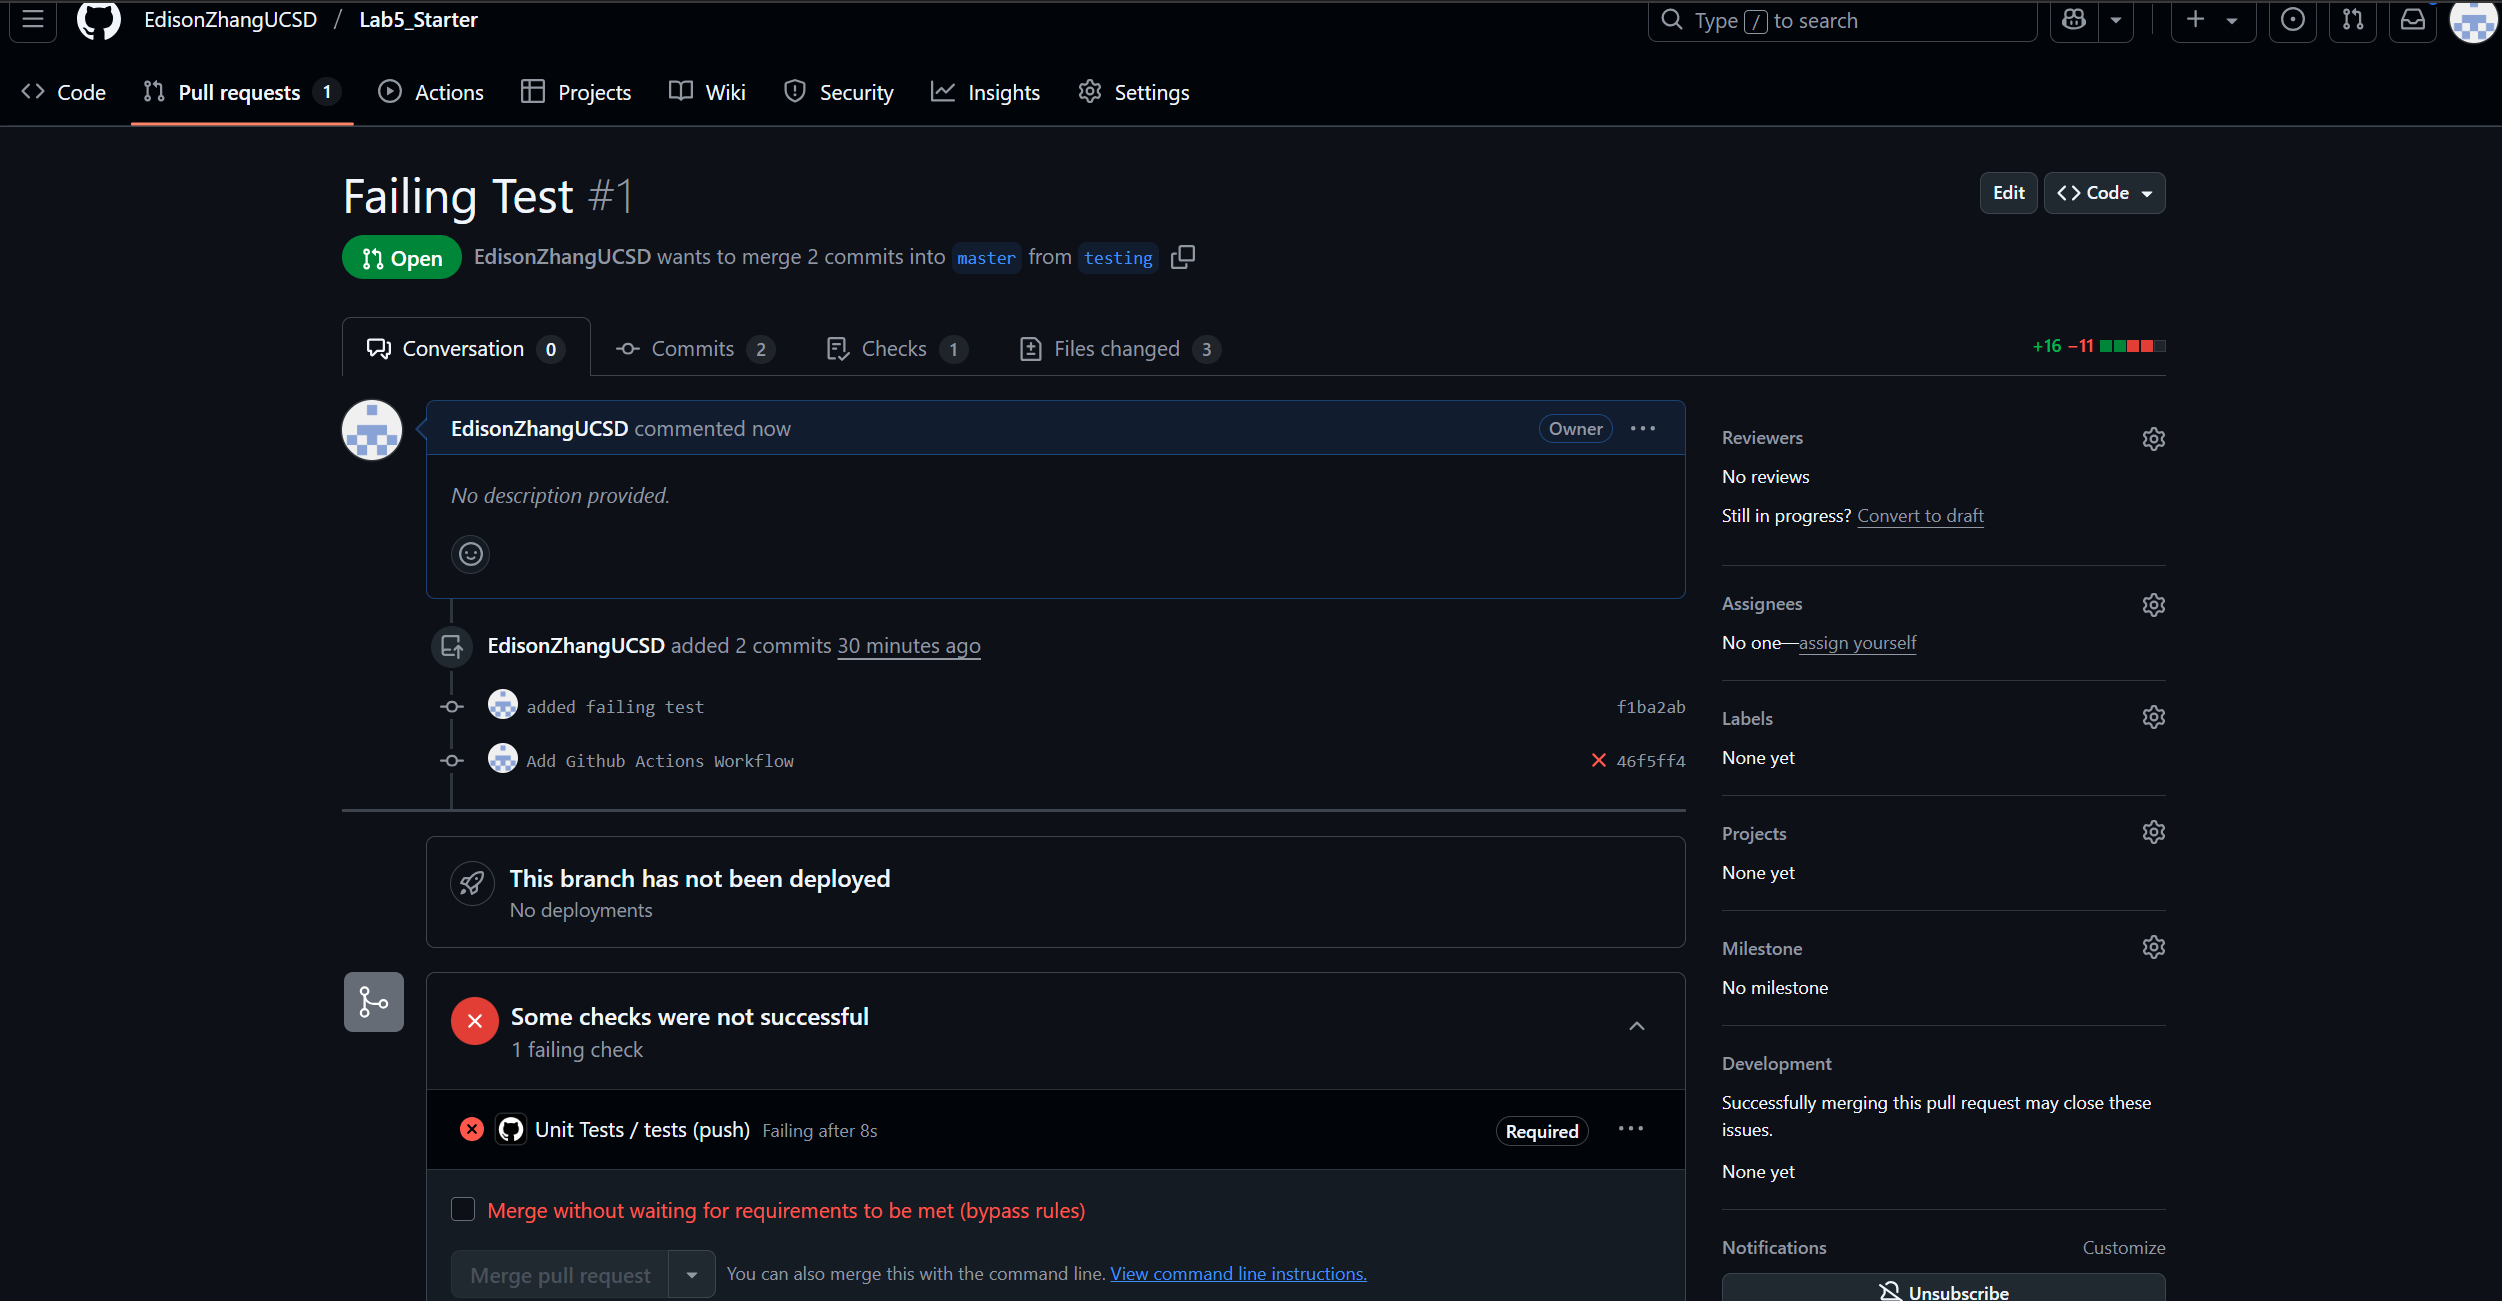 EdisonZhangUCSD / Lab5_Starter
Type / to search
Code
Pull requests 1
Actions
Projects
Wiki
Security
Insights
Settings
Failing Test #1
Edit
Code
Open
EdisonZhangUCSD wants to merge 2 commits into master from testing
Conversation 0
Commits 2
Checks 1
Files changed 3
+16 −11
EdisonZhangUCSD commented now
Owner
No description provided.
EdisonZhangUCSD added 2 commits 30 minutes ago
added failing test f1ba2ab
Add Github Actions Workflow 46f5ff4
This branch has not been deployed
No deployments
Some checks were not successful
1 failing check
Unit Tests / tests (push) Failing after 8s
Required
Merge without waiting for requirements to be met (bypass rules)
Merge pull request
You can also merge this with the command line. View command line instructions.
Reviewers
No reviews
Still in progress? Convert to draft
Assignees
No one—assign yourself
Labels
None yet
Projects
None yet
Milestone
No milestone
Development
Successfully merging this pull request may close these
issues.
None yet
Notifications
Customize
Unsubscribe